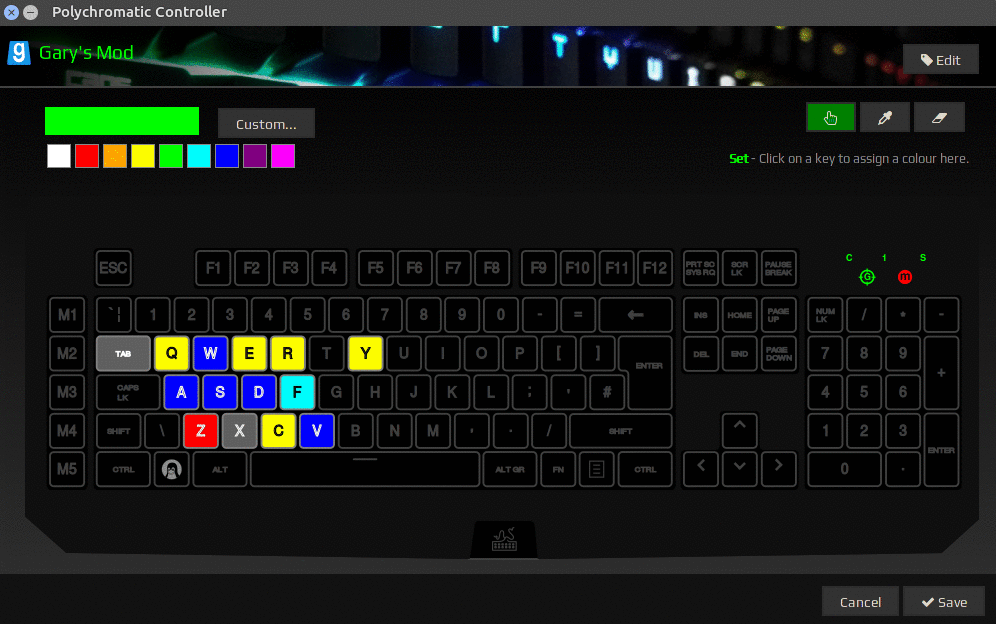 Polychromatic Controller
g Gary's Mod
Edit
Custom...
Set - Click on a key to assign a colour here.
ESC F1 F2 F3 F4 F5 F6 F7 F8 F9 F10 F11 F12 PRT SC SYS RQ SCR LK PAUSE BREAK
C 1 S
G m
M1 ` ¦ 1 2 3 4 5 6 7 8 9 0 - = ← INS HOME PAGE UP NUM LK / * -
M2 TAB Q W E R T Y U I O P [ ] ENTER DEL END PAGE DOWN 7 8 9 +
M3 CAPS LK A S D F G H J K L ; ' # 4 5 6
M4 SHIFT \ Z X C V B N M , . / SHIFT ^ 1 2 3 ENTER
M5 CTRL ALT ALT GR FN CTRL 0 .
Cancel
Save